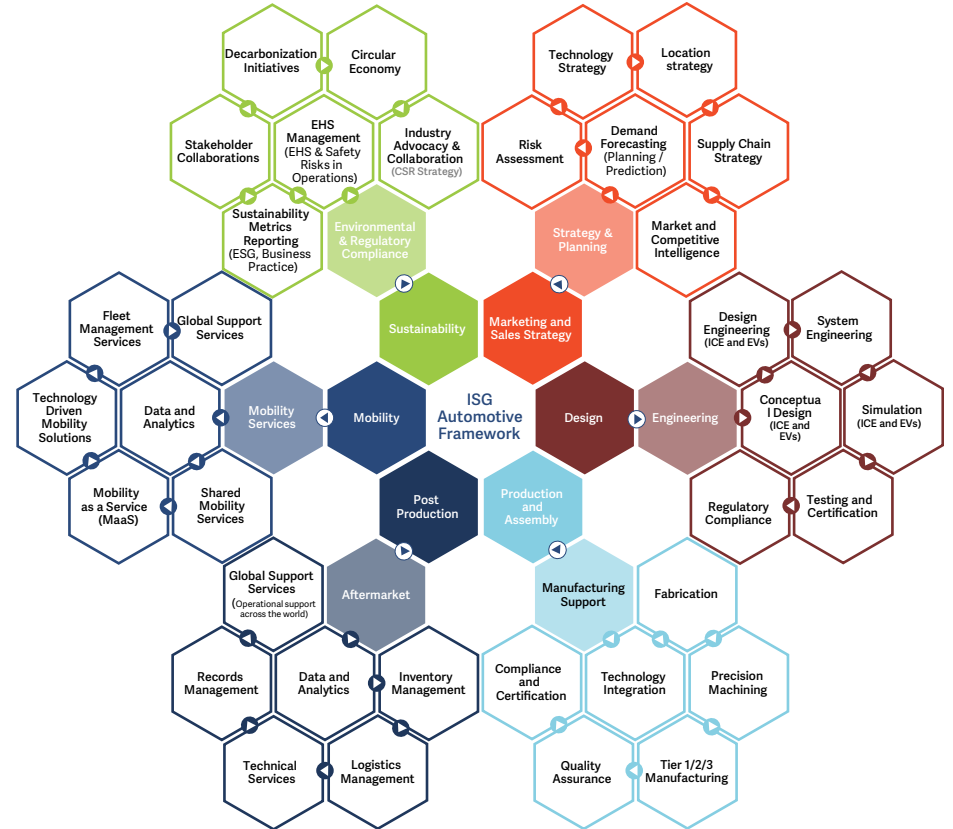 Decarbonization
Initiatives
Circular
Economy
Stakeholder
Collaborations
EHS
Management
(EHS & Safety
Risks in
Operations)
Industry
Advocacy &
Collaboration
(CSR Strategy)
Sustainability
Metrics
Reporting
(ESG, Business
Practice)
Environmental
& Regulatory
Compliance
Sustainability
Technology
Strategy
Location
strategy
Risk
Assessment
Demand
Forecasting
(Planning /
Prediction)
Supply Chain
Strategy
Strategy &
Planning
Market and
Competitive
Intelligence
Marketing and
Sales Strategy
Fleet
Management
Services
Global Support
Services
Technology
Driven
Mobility
Solutions
Data and
Analytics
Mobility
Services
Mobility
Mobility
as a Service
(MaaS)
Shared
Mobility
Services
ISG
Automotive
Framework
Design
Engineering
Design
Engineering
(ICE and EVs)
System
Engineering
Conceptua
l Design
(ICE and
EVs)
Simulation
(ICE and EVs)
Regulatory
Compliance
Testing and
Certification
Post
Production
Global Support
Services
(Operational support
across the world)
Aftermarket
Records
Management
Data and
Analytics
Inventory
Management
Technical
Services
Logistics
Management
Production
and
Assembly
Manufacturing
Support
Fabrication
Compliance
and
Certification
Technology
Integration
Precision
Machining
Quality
Assurance
Tier 1/2/3
Manufacturing